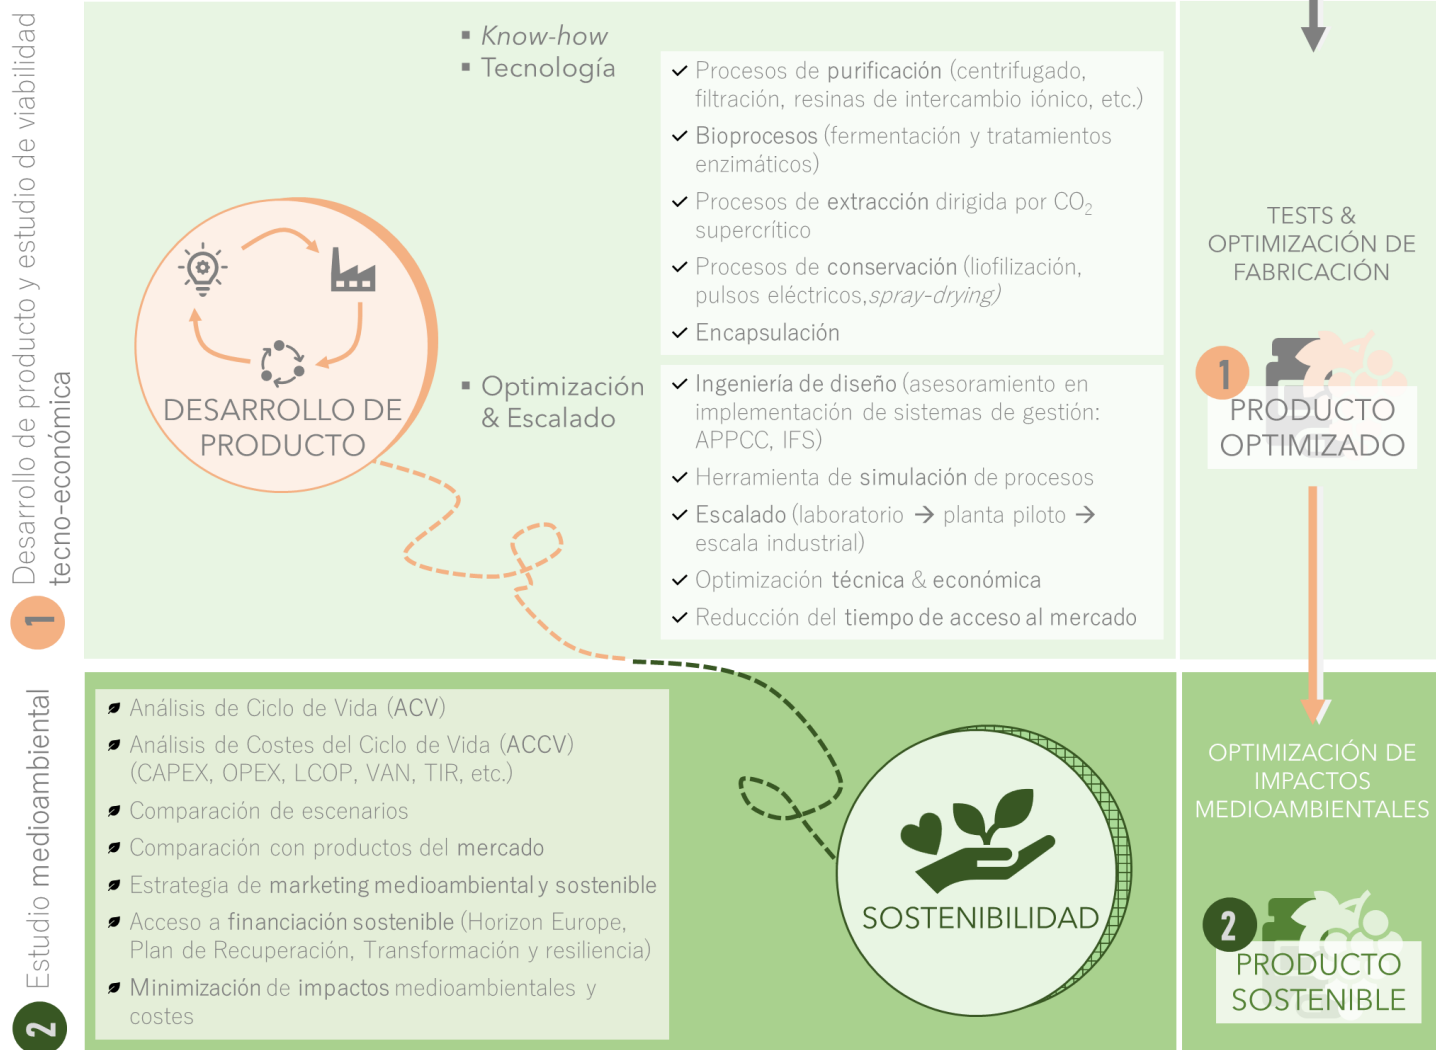 1 Desarrollo de producto y estudio de viabilidad
tecno-económica
▪ Know-how
▪ Tecnología
✓ Procesos de purificación (centrifugado,
filtración, resinas de intercambio iónico, etc.)
✓ Bioprocesos (fermentación y tratamientos
enzimáticos)
✓ Procesos de extracción dirigida por CO₂
supercrítico
✓ Procesos de conservación (liofilización,
pulsos eléctricos,spray-drying)
✓ Encapsulación
DESARROLLO DE
PRODUCTO
▪ Optimización
& Escalado
✓ Ingeniería de diseño (asesoramiento en
implementación de sistemas de gestión:
APPCC, IFS)
✓ Herramienta de simulación de procesos
✓ Escalado (laboratorio → planta piloto →
escala industrial)
✓ Optimización técnica & económica
✓ Reducción del tiempo de acceso al mercado
TESTS &
OPTIMIZACIÓN DE
FABRICACIÓN
1
PRODUCTO
OPTIMIZADO
2 Estudio medioambiental
Análisis de Ciclo de Vida (ACV)
Análisis de Costes del Ciclo de Vida (ACCV)
(CAPEX, OPEX, LCOP, VAN, TIR, etc.)
Comparación de escenarios
Comparación con productos del mercado
Estrategia de marketing medioambiental y sostenible
Acceso a financiación sostenible (Horizon Europe,
Plan de Recuperación, Transformación y resiliencia)
Minimización de impactos medioambientales y
costes
SOSTENIBILIDAD
OPTIMIZACIÓN DE
IMPACTOS
MEDIOAMBIENTALES
2
PRODUCTO
SOSTENIBLE